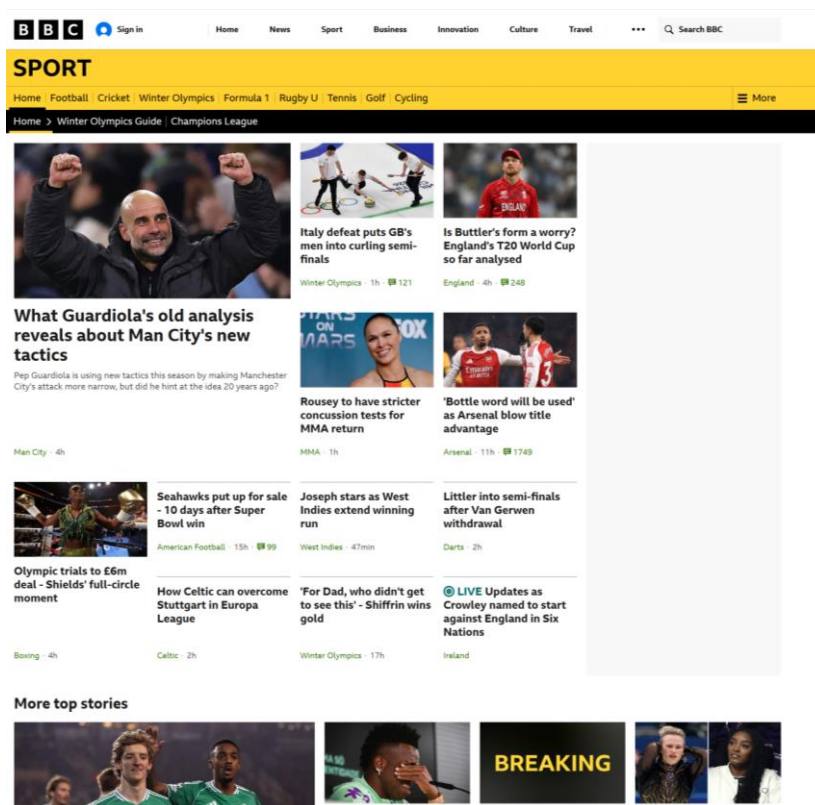 BBC Sign in Home News Sport Business Innovation Culture Travel ••• Search BBC
SPORT
Home Football Cricket Winter Olympics Formula 1 Rugby U Tennis Golf Cycling More
Home > Winter Olympics Guide Champions League
What Guardiola's old analysis
reveals about Man City's new
tactics
Pep Guardiola is using new tactics this season by making Manchester
City's attack more narrow, but did he hint at the idea 20 years ago?
Man City · 4h
Italy defeat puts GB's
men into curling semi-
finals
Winter Olympics · 1h · 121
ENGLAND
Is Buttler's form a worry?
England's T20 World Cup
so far analysed
England · 4h · 248
STARS
ON
MARS
FOX
Rousey to have stricter
concussion tests for
MMA return
MMA · 1h
Emirates
3
'Bottle word will be used'
as Arsenal blow title
advantage
Arsenal · 11h · 1749
Olympic trials to £6m
deal - Shields' full-circle
moment
Boxing · 4h
Seahawks put up for sale
- 10 days after Super
Bowl win
American Football · 15h · 99
Joseph stars as West
Indies extend winning
run
West Indies · 47min
Littler into semi-finals
after Van Gerwen
withdrawal
Darts · 2h
How Celtic can overcome
Stuttgart in Europa
League
Celtic · 2h
'For Dad, who didn't get
to see this' - Shiffrin wins
gold
Winter Olympics · 17h
LIVE Updates as
Crowley named to start
against England in Six
Nations
Ireland
More top stories
BREAKING